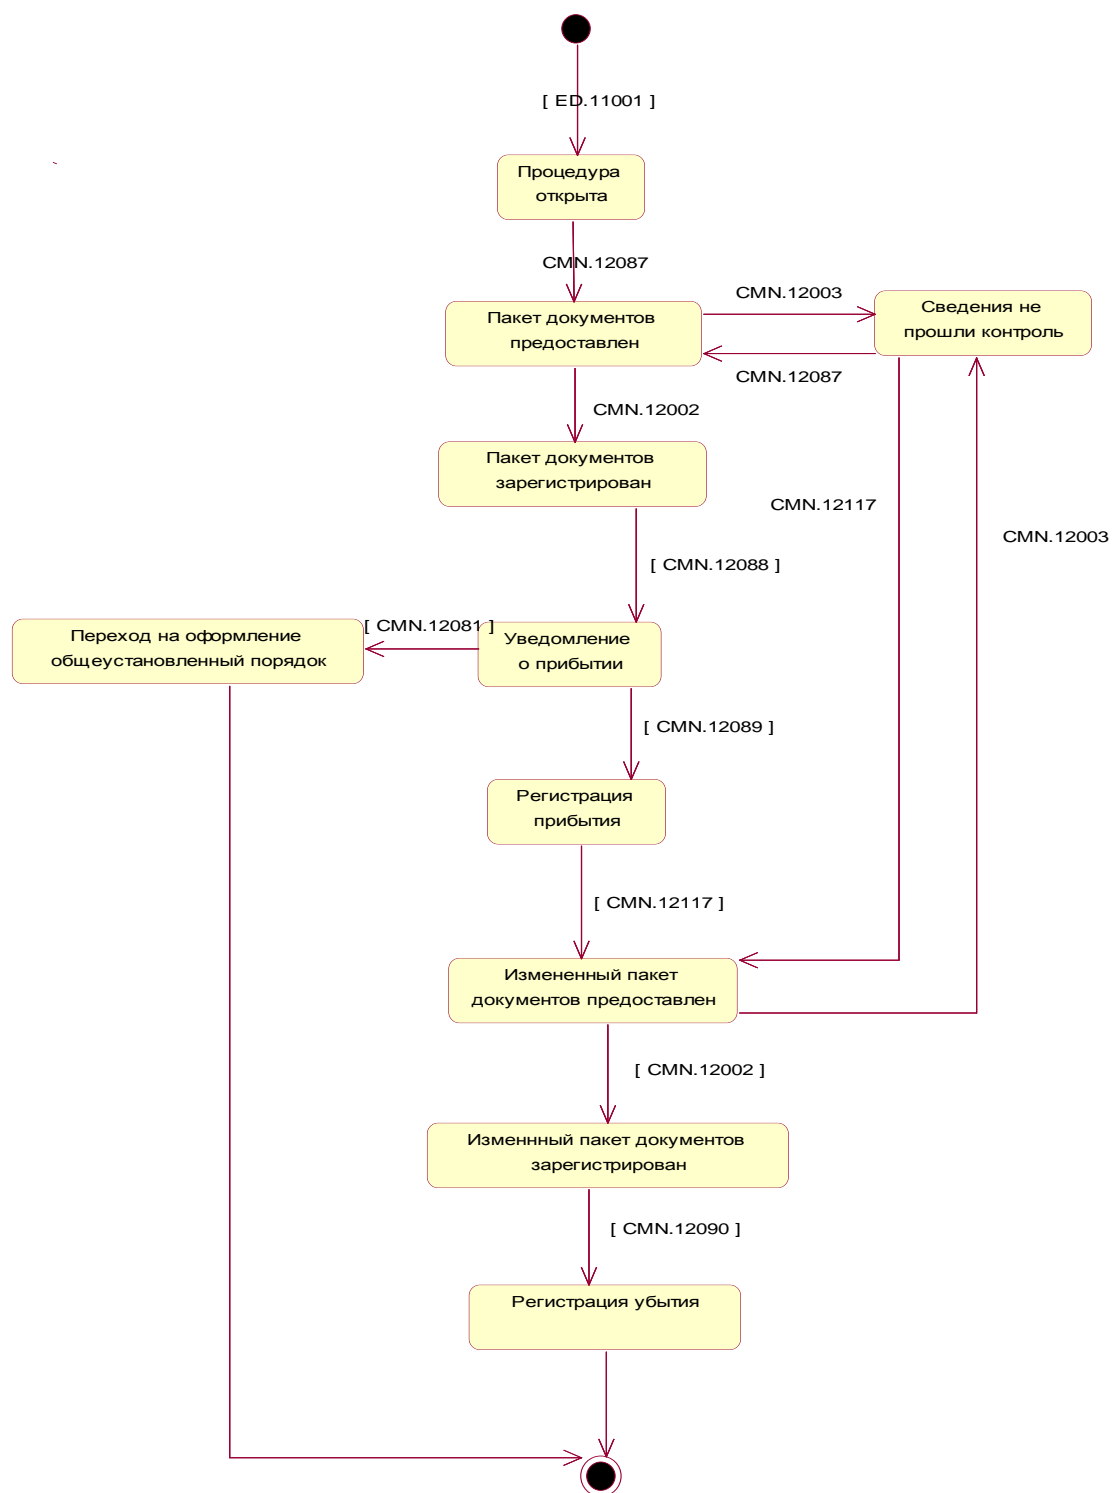 [ ED.11001 ]
Процедура
открыта
CMN.12087
CMN.12003
Пакет документов
предоставлен
Сведения не
прошли контроль
CMN.12087
CMN.12002
Пакет документов
зарегистрирован
CMN.12117
CMN.12003
[ CMN.12088 ]
Переход на оформление
общеустановленный порядок
[ CMN.12081 ]
Уведомление
о прибытии
[ CMN.12089 ]
Регистрация
прибытия
[ CMN.12117 ]
Измененный пакет
документов предоставлен
[ CMN.12002 ]
Изменнный пакет документов
зарегистрирован
[ CMN.12090 ]
Регистрация убытия